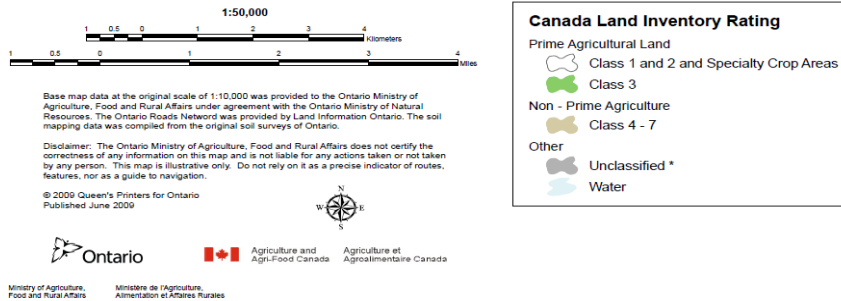 1:50,000
1 0.5 0 1 2 3 4
Kilometers
1 0.5 0 1 2 3 4
Miles
Base map data at the original scale of 1:10,000 was provided to the Ontario Ministry of
Agriculture, Food and Rural Affairs under agreement with the Ontario Ministry of Natural
Resources. The Ontario Roads Netword was provided by Land Information Ontario. The soil
mapping data was compiled from the original soil surveys of Ontario.
Disclaimer: The Ontario Ministry of Agriculture, Food and Rural Affairs does not certify the
correctness of any information on this map and is not liable for any actions taken or not taken
by any person. This map is illustrative only. Do not rely on it as a precise indicator of routes,
features, nor as a guide to navigation.
© 2009 Queen's Printers for Ontario
Published June 2009
N
W E
S
Ontario
Agriculture and
Agri-Food Canada
Agriculture et
Agroalimentaire Canada
Ministry of Agriculture,
Food and Rural Affairs
Ministère de l'Agriculture,
Alimentation et Affaires Rurales
Canada Land Inventory Rating
Prime Agricultural Land
Class 1 and 2 and Specialty Crop Areas
Class 3
Non - Prime Agriculture
Class 4 - 7
Other
Unclassified *
Water